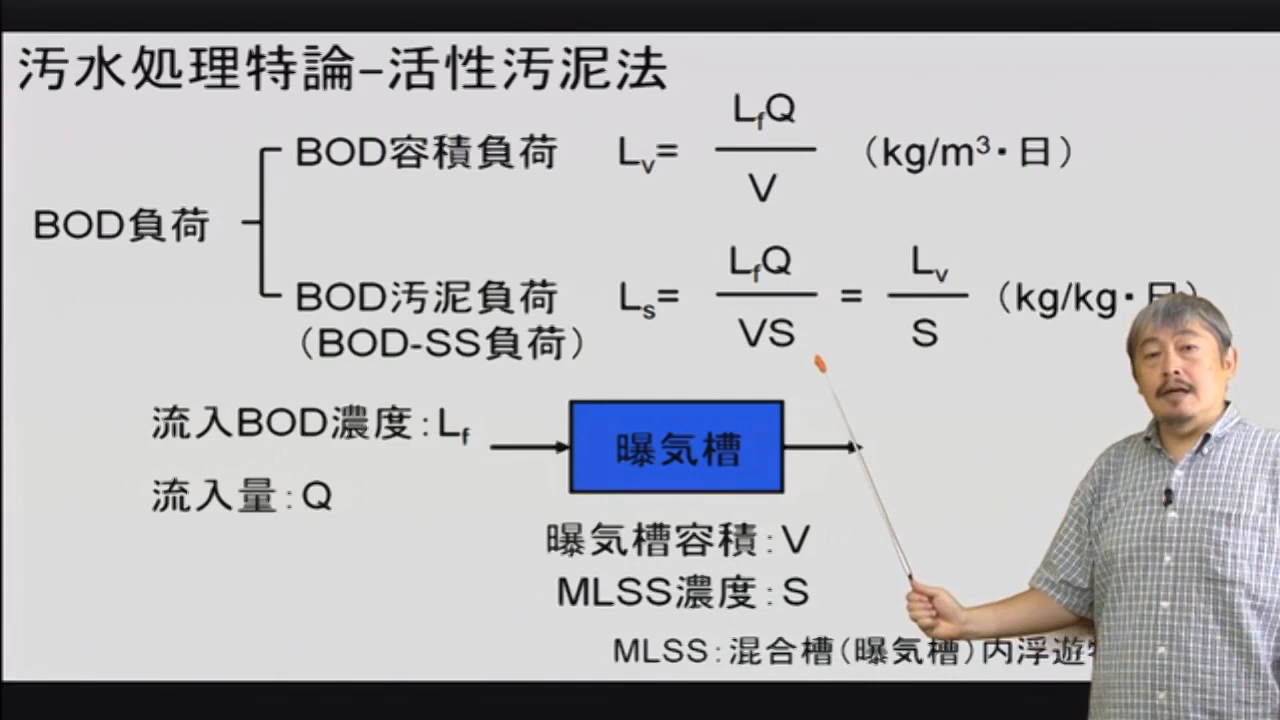 汚水処理特論－活性汚泥法
BOD負荷
BOD容積負荷 Lv= LfQ / V （kg/m³・日）
BOD汚泥負荷 Ls= LfQ / VS = Lv / S （kg/kg・日）
（BOD-SS負荷）
流入BOD濃度：Lf
流入量：Q
曝気槽
曝気槽容積：V
MLSS濃度：S
MLSS：混合槽（曝気槽）内浮遊